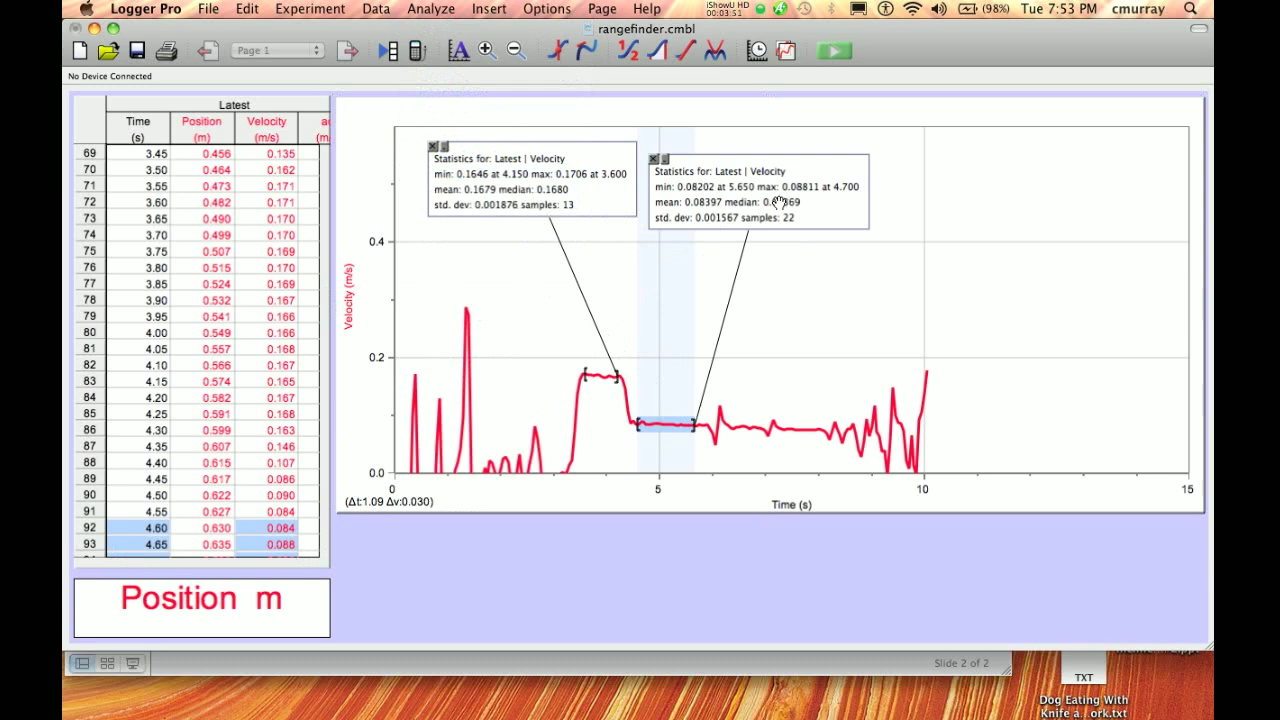 Logger Pro File Edit Experiment Data Analyze Insert Options Page Help iShowU HD 00:03:51 (98%) Tue 7:53 PM cmurray
rangefinder.cmbl
Page 1
No Device Connected
Latest
Time Position Velocity
(s) (m) (m/s)
69 3.45 0.456 0.135
70 3.50 0.464 0.162
71 3.55 0.473 0.171
72 3.60 0.482 0.171
73 3.65 0.490 0.170
74 3.70 0.499 0.170
75 3.75 0.507 0.169
76 3.80 0.515 0.170
77 3.85 0.524 0.169
78 3.90 0.532 0.167
79 3.95 0.541 0.166
80 4.00 0.549 0.166
81 4.05 0.557 0.168
82 4.10 0.566 0.167
83 4.15 0.574 0.165
84 4.20 0.582 0.167
85 4.25 0.591 0.168
86 4.30 0.599 0.163
87 4.35 0.607 0.146
88 4.40 0.615 0.107
89 4.45 0.617 0.086
90 4.50 0.622 0.090
91 4.55 0.627 0.084
92 4.60 0.630 0.084
93 4.65 0.635 0.088
Position m
Statistics for: Latest | Velocity
min: 0.1646 at 4.150 max: 0.1706 at 3.600
mean: 0.1679 median: 0.1680
std. dev: 0.001876 samples: 13
Statistics for: Latest | Velocity
min: 0.08202 at 5.650 max: 0.08811 at 4.700
mean: 0.08397 median:
std. dev: 0.001567 samples: 22
Velocity (m/s)
0.4
0.2
0.0
0 5 10 15
(Δt:1.09 Δv:0.030)
Time (s)
Slide 2 of 2
TXT
Dog Eating With
Knife a...ork.txt